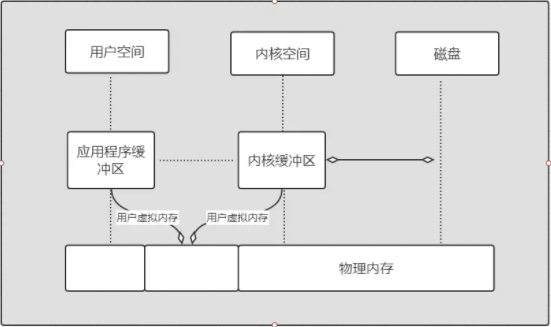 用户空间
内核空间
磁盘
应用程序缓
冲区
内核缓冲区
用户虚拟内存
用户虚拟内存
物理内存